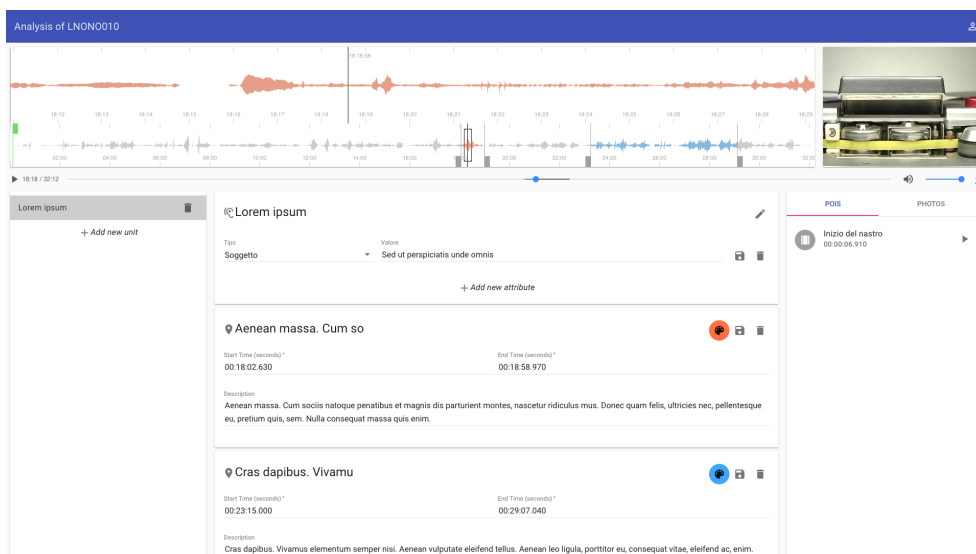 Analysis of LNONO010
18:18:58
18:12 18:13 18:14 18:15 18:16 18:17 18:18 18:19 18:20 18:21 18:22 18:23 18:24 18:25 18:26 18:27 18:28 18:29
02:00 04:00 06:00 08:00 10:00 12:00 14:00 16:00 20:00 22:00 24:00 26:00 28:00 30:00 32:0
18:18 / 32:12
Lorem ipsum
+ Add new unit
Lorem ipsum
Tipo Valore
Soggetto Sed ut perspiciatis unde omnis
+ Add new attribute
Aenean massa. Cum so
Start Time (seconds) * End Time (seconds) *
00:18:02.630 00:18:58.970
Description
Aenean massa. Cum sociis natoque penatibus et magnis dis parturient montes, nascetur ridiculus mus. Donec quam felis, ultricies nec, pellentesque
eu, pretium quis, sem. Nulla consequat massa quis enim.
Cras dapibus. Vivamu
Start Time (seconds) * End Time (seconds) *
00:23:15.000 00:29:07.040
Description
Cras dapibus. Vivamus elementum semper nisi. Aenean vulputate eleifend tellus. Aenean leo ligula, porttitor eu, consequat vitae, eleifend ac, enim.
POIS PHOTOS
Inizio del nastro
00:00:06.910